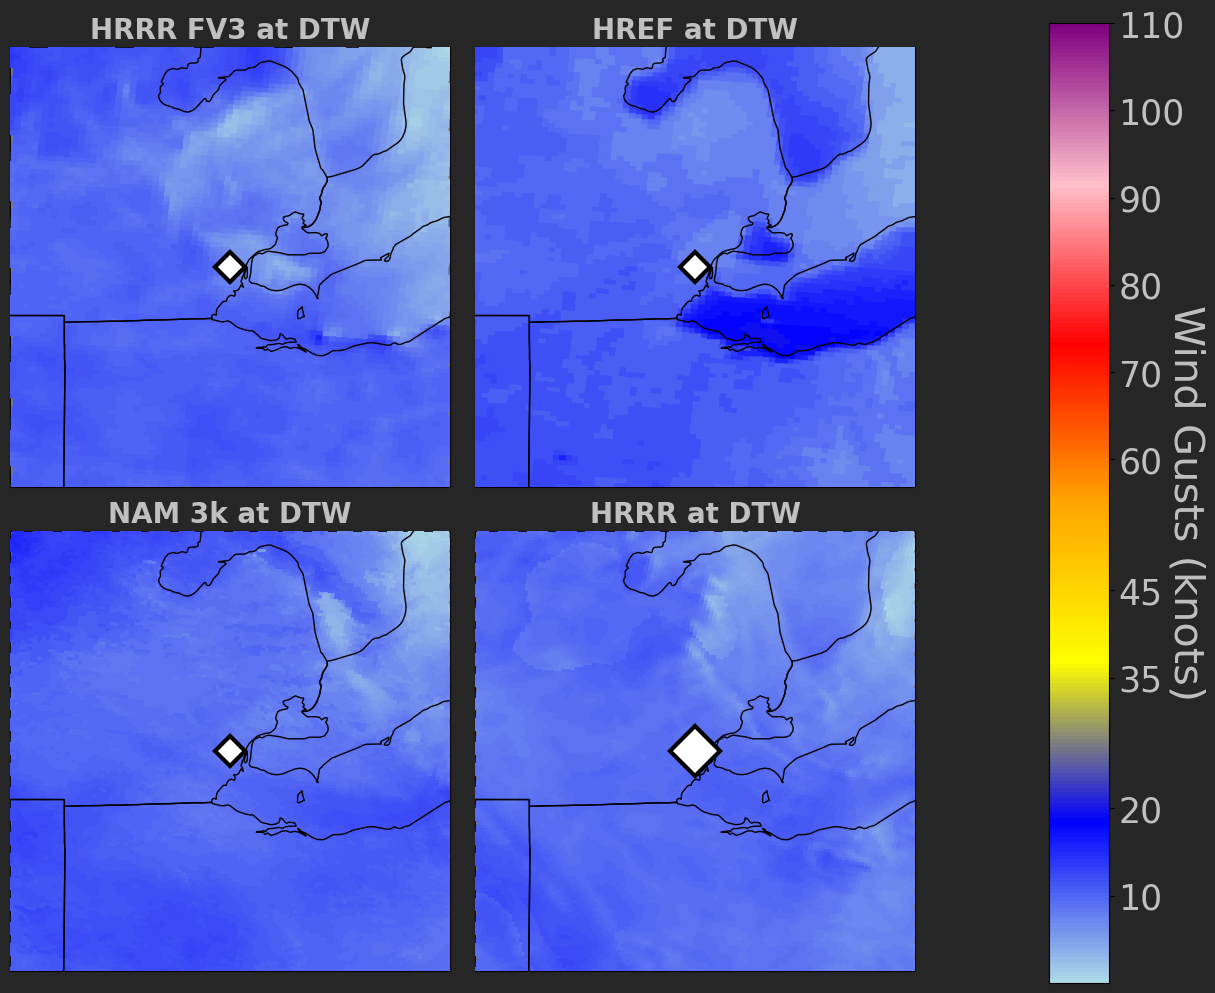 HRRR FV3 at DTW
HREF at DTW
NAM 3k at DTW
HRRR at DTW
110
100
90
80
70
60
45
35
20
10
Wind Gusts (knots)